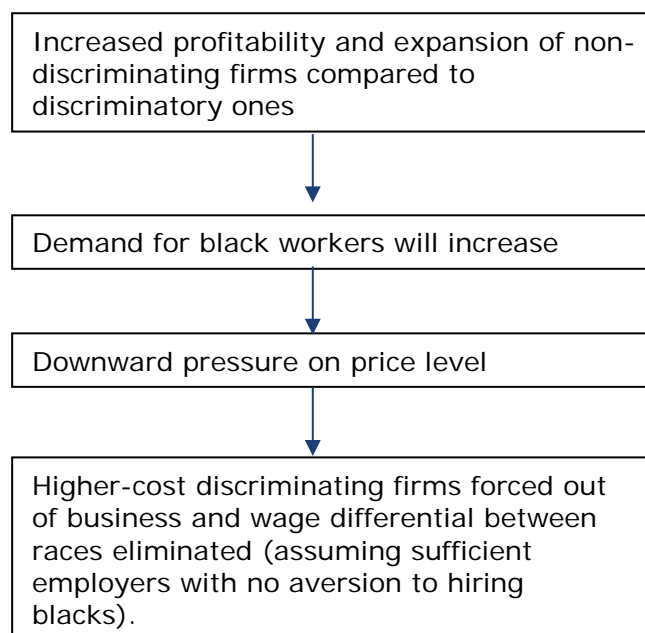 Increased profitability and expansion of non-
discriminating firms compared to
discriminatory ones
Demand for black workers will increase
Downward pressure on price level
Higher-cost discriminating firms forced out
of business and wage differential between
races eliminated (assuming sufficient
employers with no aversion to hiring
blacks).